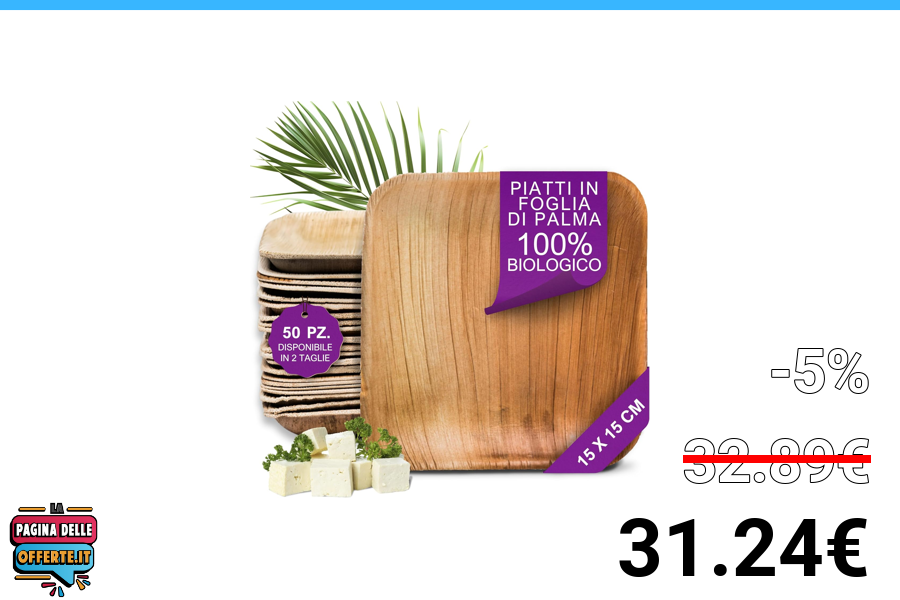 PIATTI IN
FOGLIA
DI PALMA
100%
BIOLOGICO
50 PZ.
DISPONIBILE
IN 2 TAGLIE
15 X 15 CM
-5%
32.89€
31.24€
LA
PAGINA DELLE
OFFERTE.IT